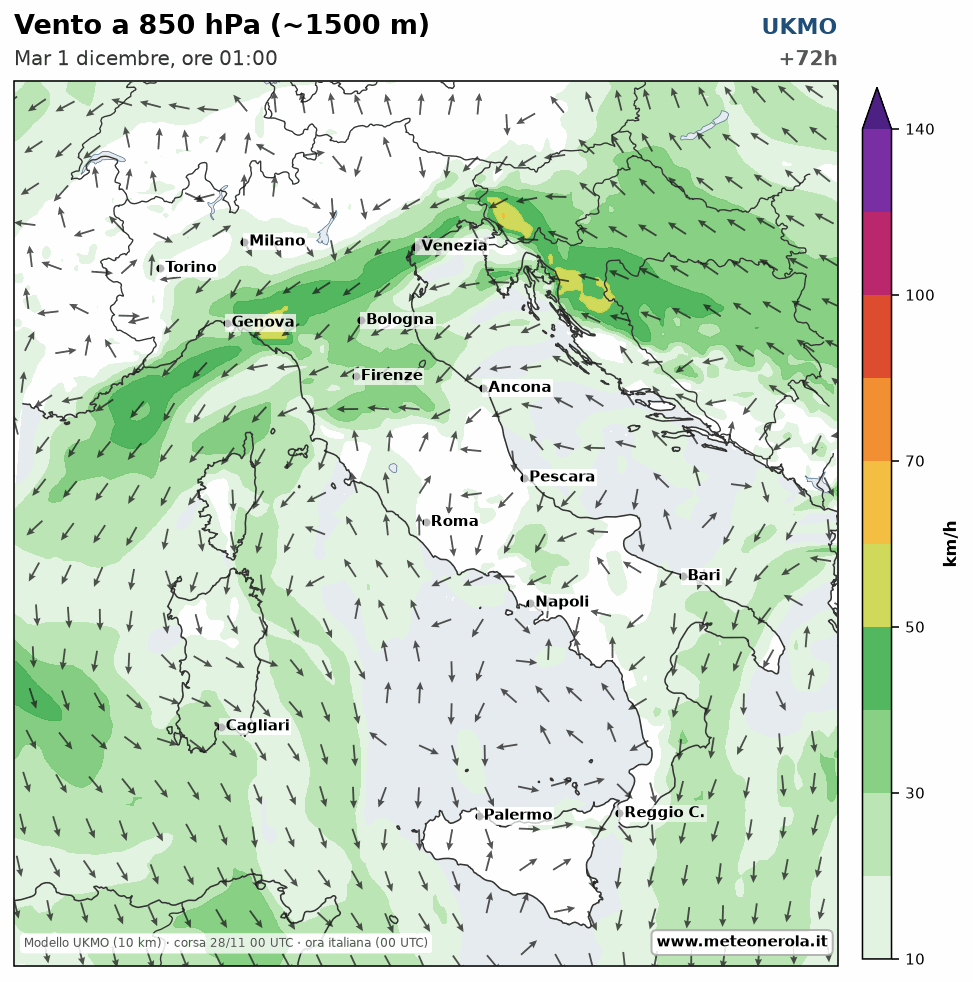 Vento a 850 hPa (~1500 m)
UKMO
Mar 1 dicembre, ore 01:00
+72h
140
Milano
Venezia
Torino
100
Genova
Bologna
Firenze
Ancona
70
Pescara
Roma
km/h
Bari
Napoli
50
Cagliari
30
Palermo
Reggio C.
Modello UKMO (10 km) · corsa 28/11 00 UTC · ora italiana (00 UTC)
www.meteonerola.it
10